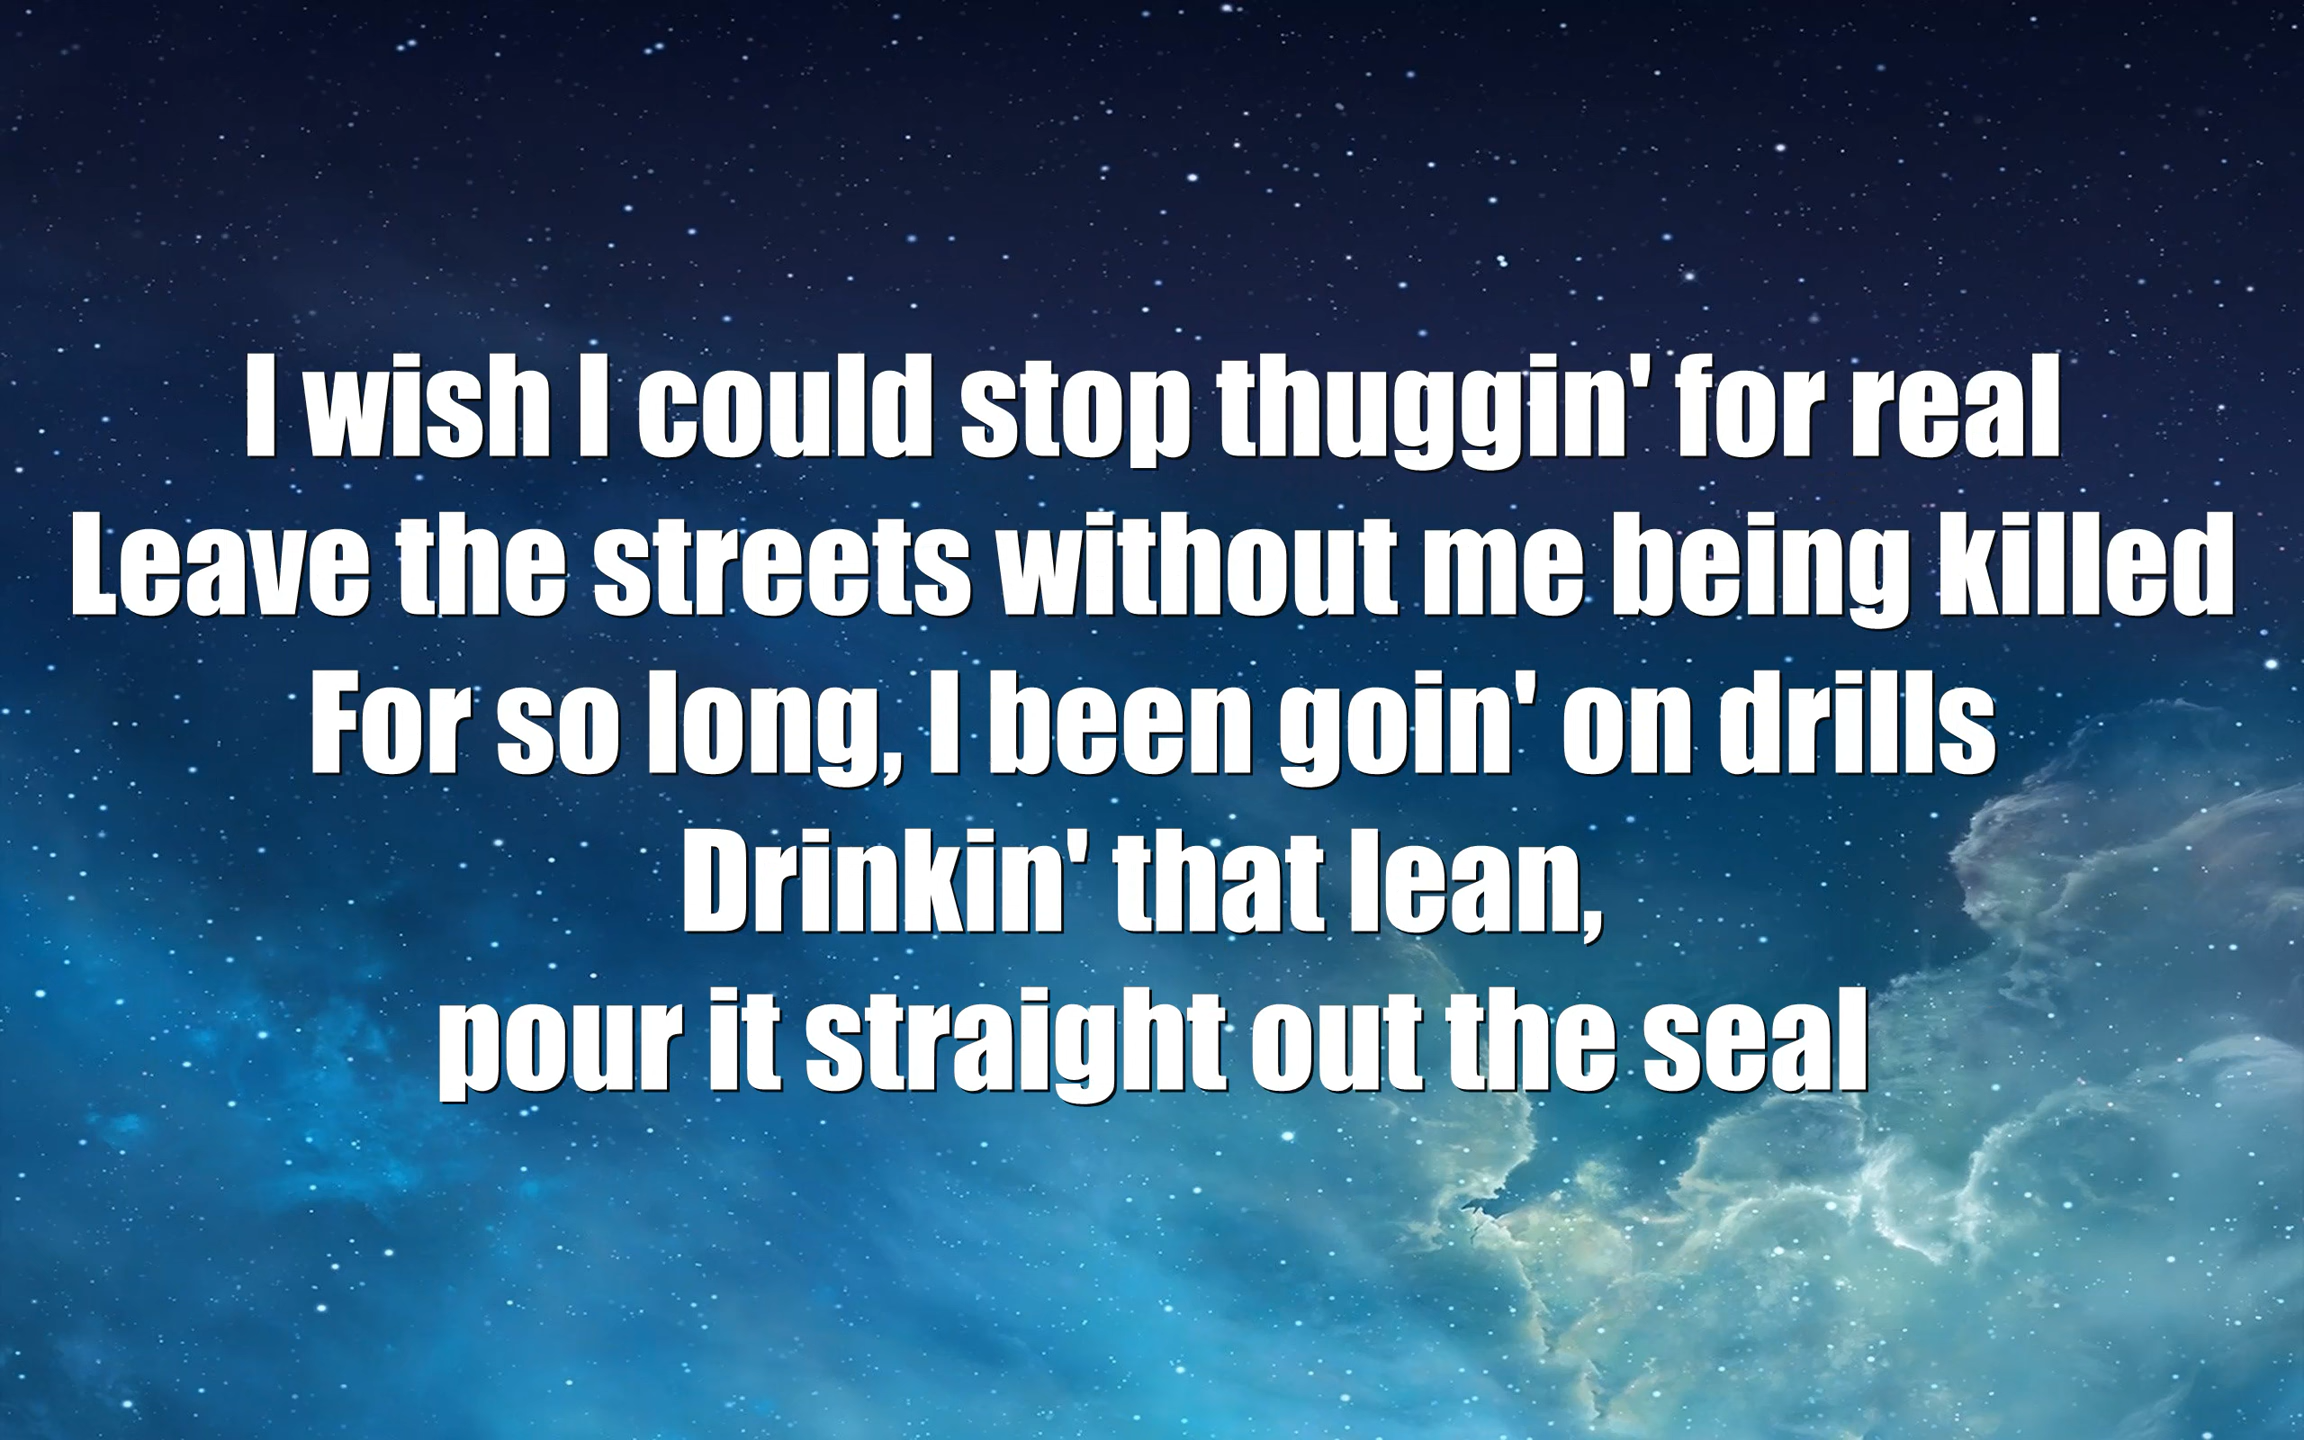 I wish I could stop thuggin' for real
Leave the streets without me being killed
For so long, I been goin' on drills
Drinkin' that lean,
pour it straight out the seal